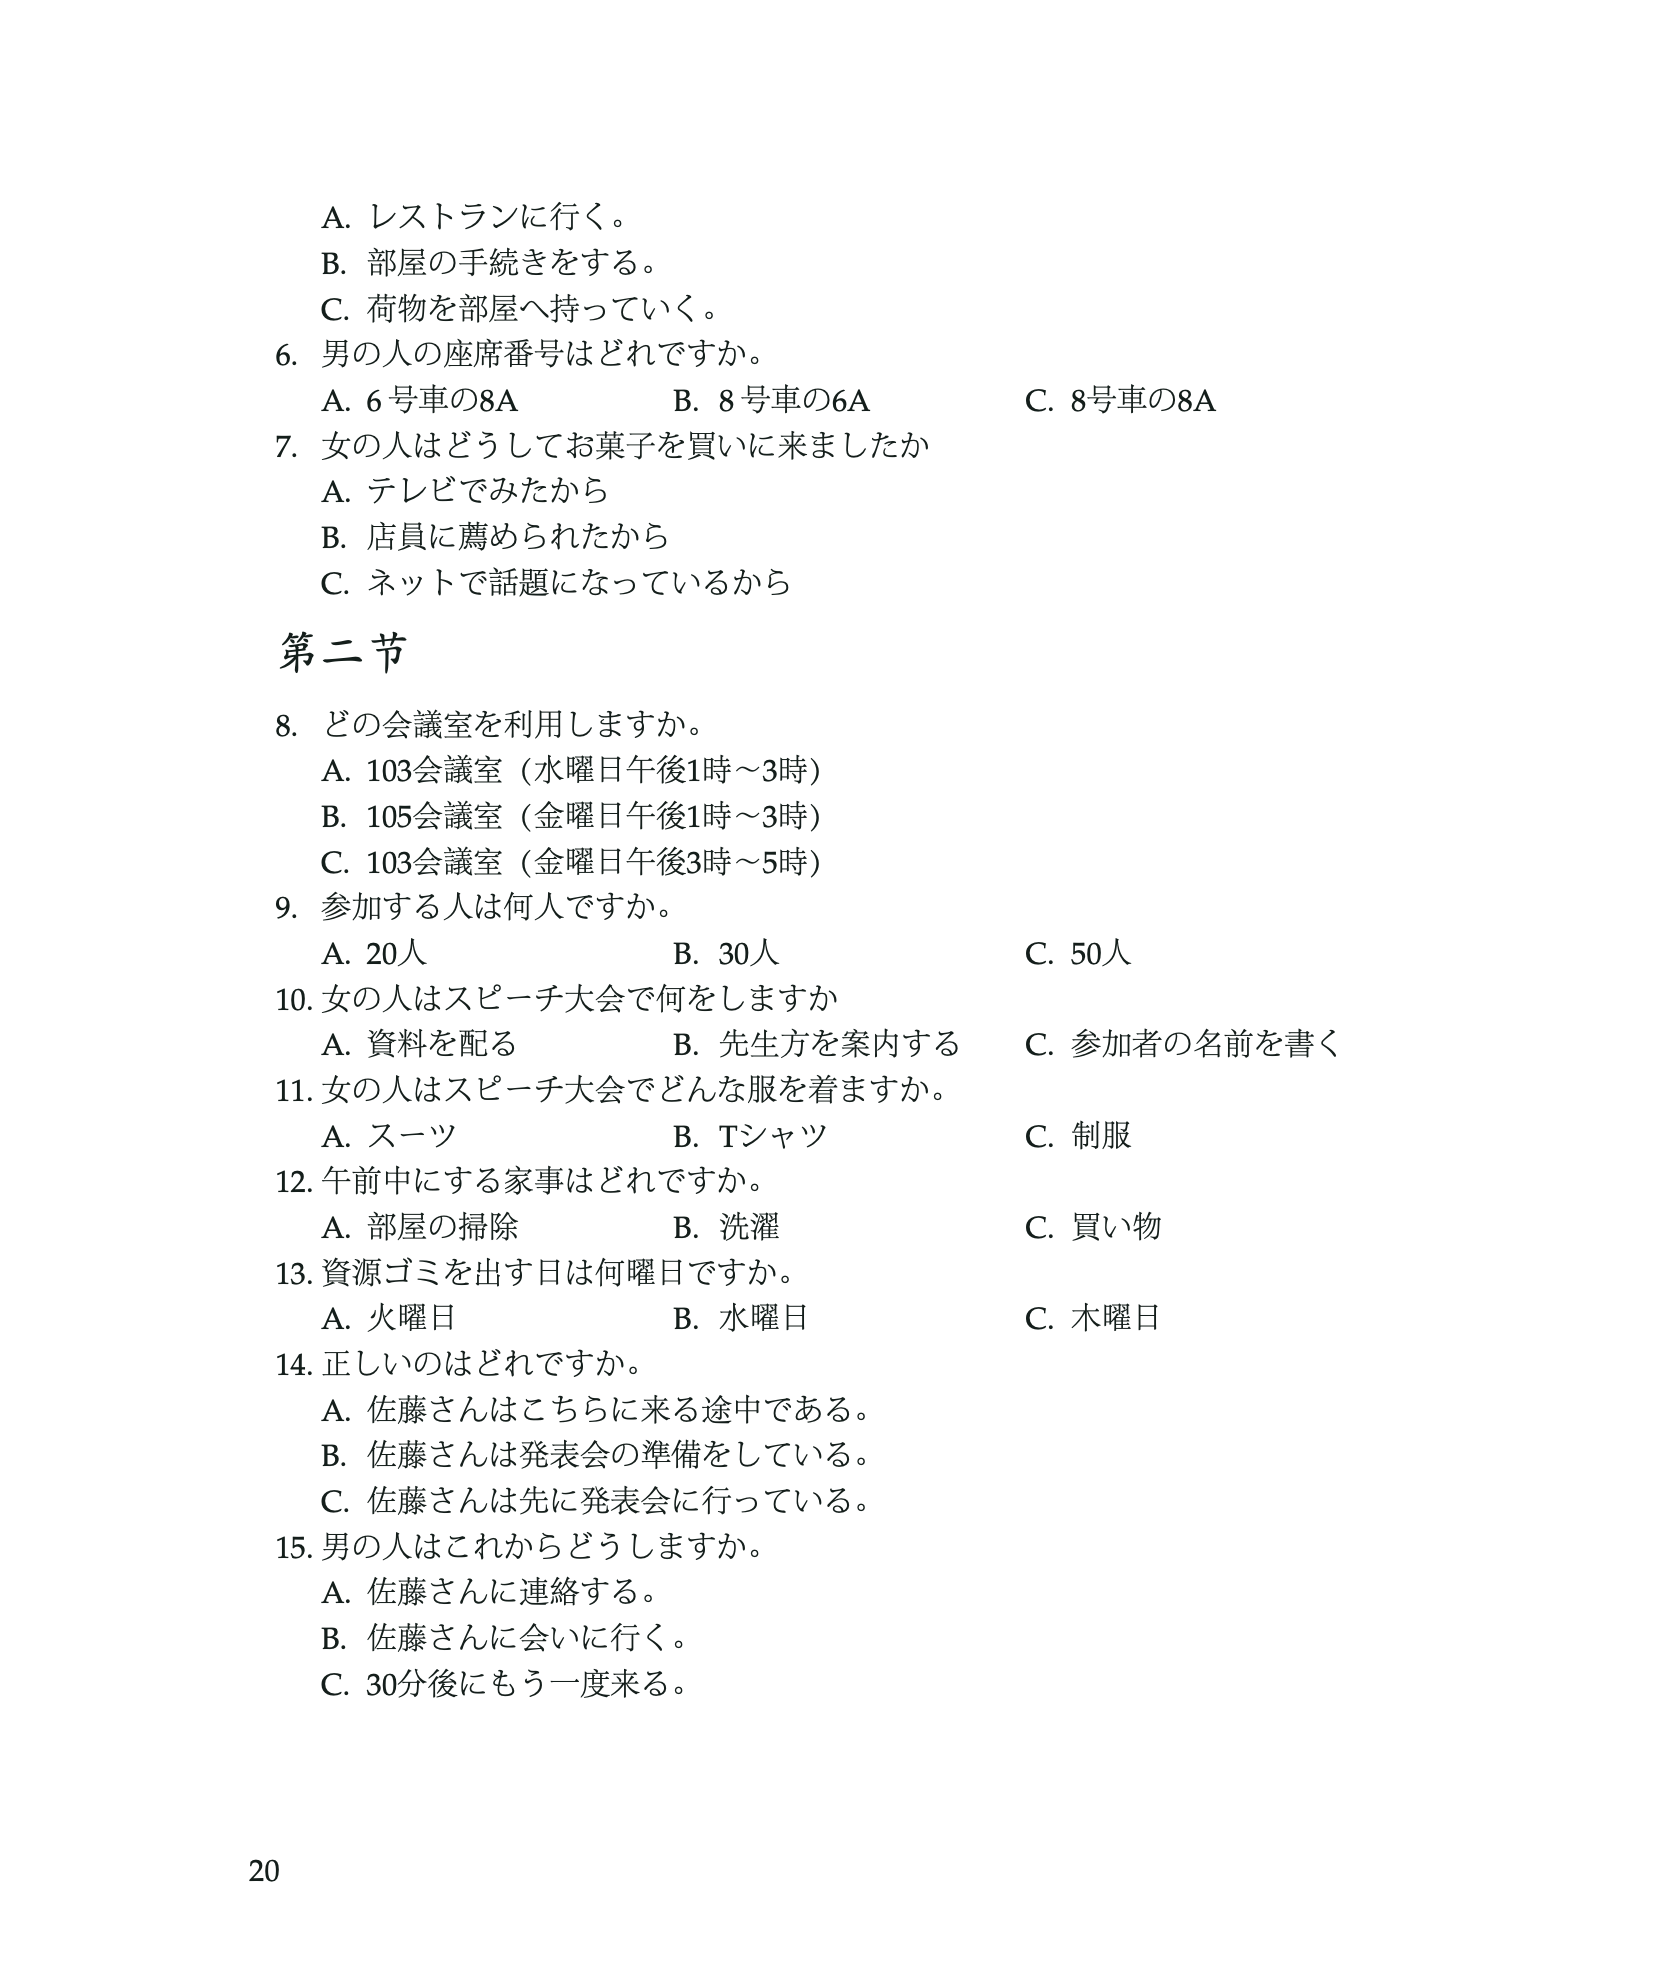 A. レストランに行く。
B. 部屋の手続きをする。
C. 荷物を部屋へ持っていく。
6. 男の人の座席番号はどれですか。
A. 6 号車の8A B. 8 号車の6A C. 8号車の8A
7. 女の人はどうしてお菓子を買いに来ましたか
A. テレビでみたから
B. 店員に薦められたから
C. ネットで話題になっているから
第二节
8. どの会議室を利用しますか。
A. 103会議室（水曜日午後1時～3時）
B. 105会議室（金曜日午後1時～3時）
C. 103会議室（金曜日午後3時～5時）
9. 参加する人は何人ですか。
A. 20人 B. 30人 C. 50人
10. 女の人はスピーチ大会で何をしますか
A. 資料を配る B. 先生方を案内する C. 参加者の名前を書く
11. 女の人はスピーチ大会でどんな服を着ますか。
A. スーツ B. Tシャツ C. 制服
12. 午前中にする家事はどれですか。
A. 部屋の掃除 B. 洗濯 C. 買い物
13. 資源ゴミを出す日は何曜日ですか。
A. 火曜日 B. 水曜日 C. 木曜日
14. 正しいのはどれですか。
A. 佐藤さんはこちらに来る途中である。
B. 佐藤さんは発表会の準備をしている。
C. 佐藤さんは先に発表会に行っている。
15. 男の人はこれからどうしますか。
A. 佐藤さんに連絡する。
B. 佐藤さんに会いに行く。
C. 30分後にもう一度来る。
20